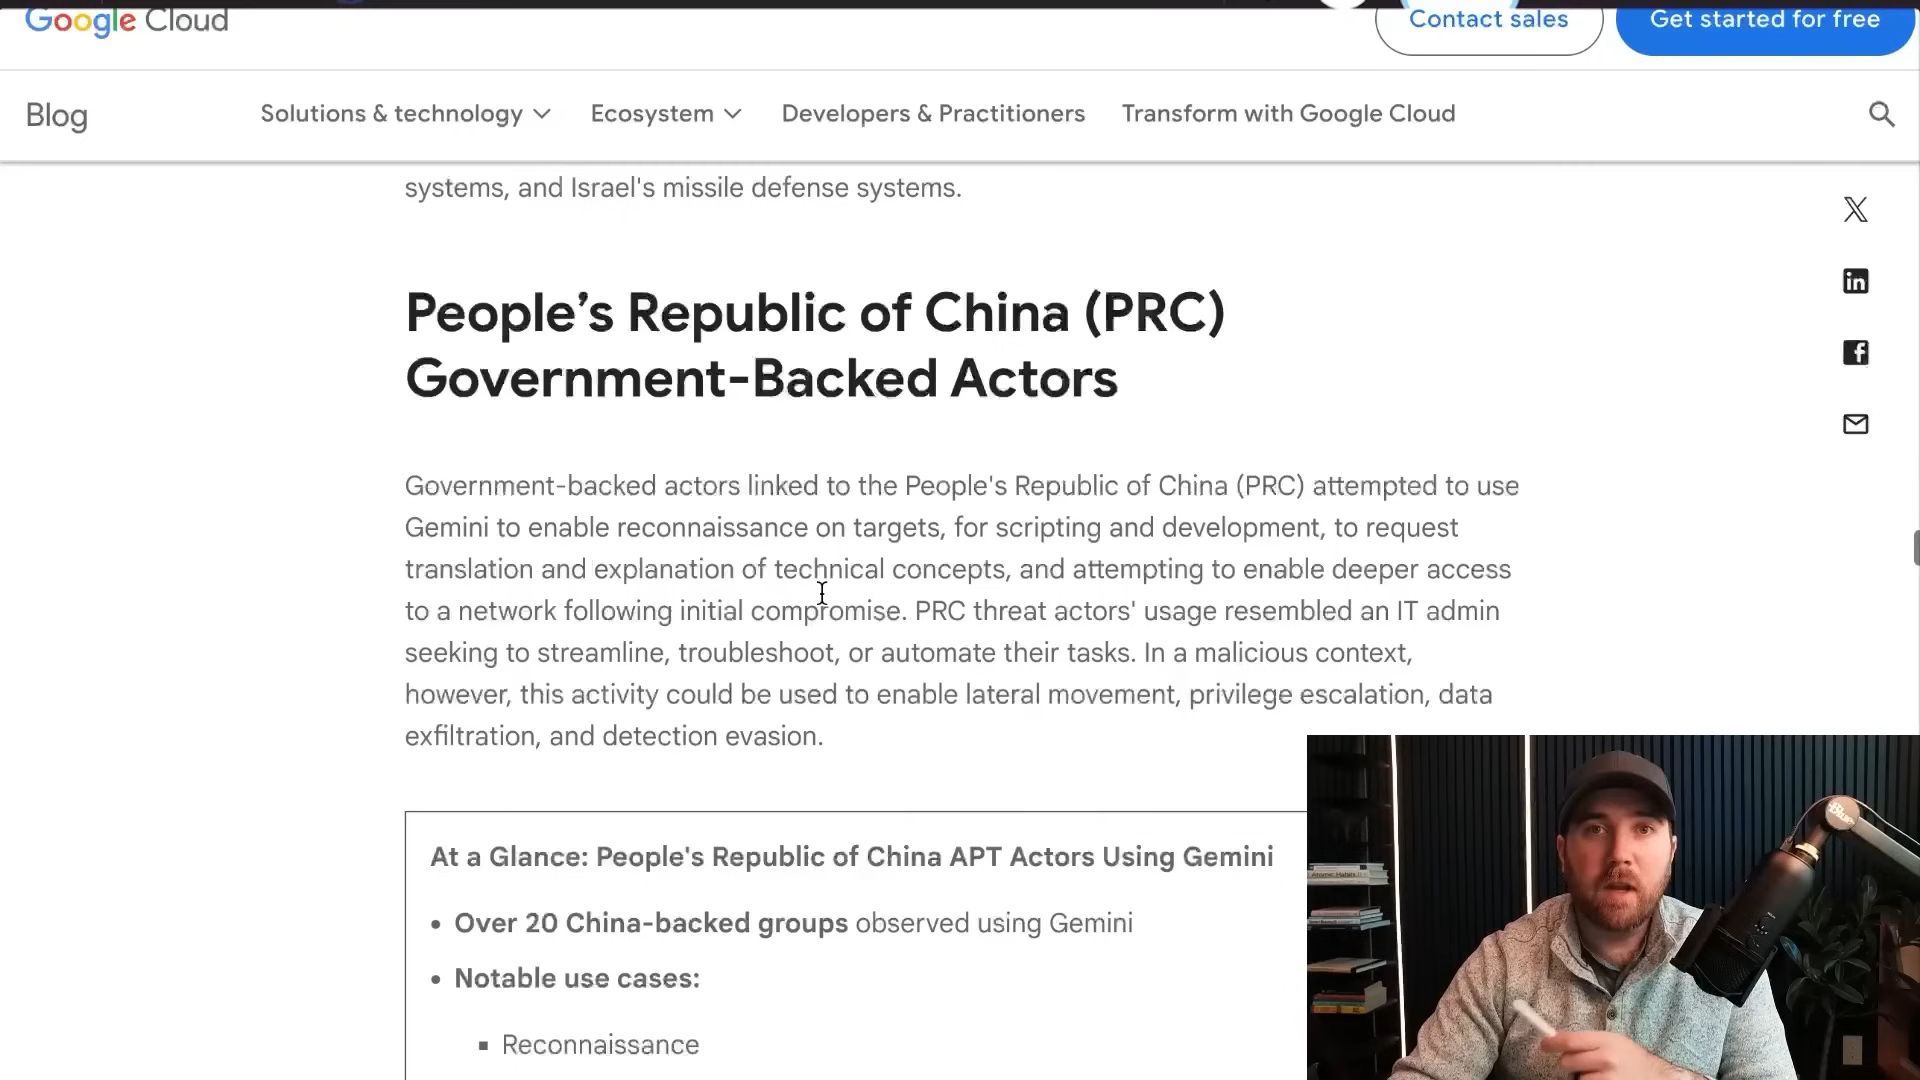 Google Cloud
Contact sales
Get started for free
Blog
Solutions & technology
Ecosystem
Developers & Practitioners
Transform with Google Cloud
systems, and Israel's missile defense systems.
People’s Republic of China (PRC)
Government-Backed Actors
Government-backed actors linked to the People's Republic of China (PRC) attempted to use
Gemini to enable reconnaissance on targets, for scripting and development, to request
translation and explanation of technical concepts, and attempting to enable deeper access
to a network following initial compromise. PRC threat actors' usage resembled an IT admin
seeking to streamline, troubleshoot, or automate their tasks. In a malicious context,
however, this activity could be used to enable lateral movement, privilege escalation, data
exfiltration, and detection evasion.
At a Glance: People's Republic of China APT Actors Using Gemini
• Over 20 China-backed groups observed using Gemini
• Notable use cases:
▪ Reconnaissance
Atomic Habits
Blue